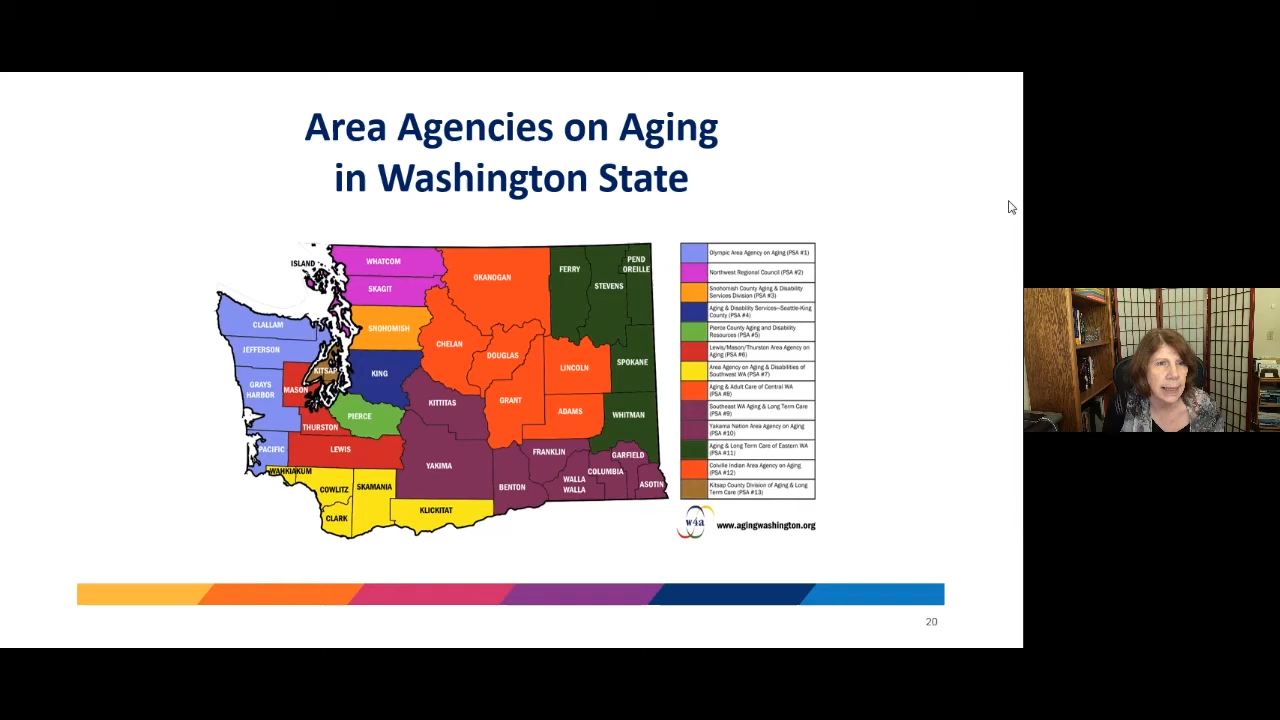 Area Agencies on Aging
in Washington State
ISLAND
WHATCOM
SKAGIT
SNOHOMISH
CLALLAM
JEFFERSON
GRAYS
HARBOR
MASON
KITSAP
KING
PIERCE
THURSTON
PACIFIC
LEWIS
WAHKIAKUM
COWLITZ
SKAMANIA
CLARK
KLICKITAT
OKANOGAN
CHELAN
DOUGLAS
GRANT
KITTITAS
YAKIMA
BENTON
FRANKLIN
WALLA
WALLA
COLUMBIA
GARFIELD
ASOTIN
FERRY
STEVENS
PEND
OREILLE
LINCOLN
SPOKANE
ADAMS
WHITMAN
Olympic Area Agency on Aging (PSA #1)
Northwest Regional Council (PSA #2)
Snohomish County Aging & Disability
Services Division (PSA #3)
Aging & Disability Services—Seattle-King
County (PSA #4)
Pierce County Aging and Disability
Resources (PSA #5)
Lewis/Mason/Thurston Area Agency on
Aging (PSA #6)
Area Agency on Aging & Disabilities of
Southwest WA (PSA #7)
Aging & Adult Care of Central WA
(PSA #8)
Southeast WA Aging & Long Term Care
(PSA #9)
Yakama Nation Area Agency on Aging
(PSA #10)
Aging & Long Term Care of Eastern WA
(PSA #11)
Colville Indian Area Agency on Aging
(PSA #12)
Kitsap County Division of Aging & Long
Term Care (PSA #13)
w4a
www.agingwashington.org
20